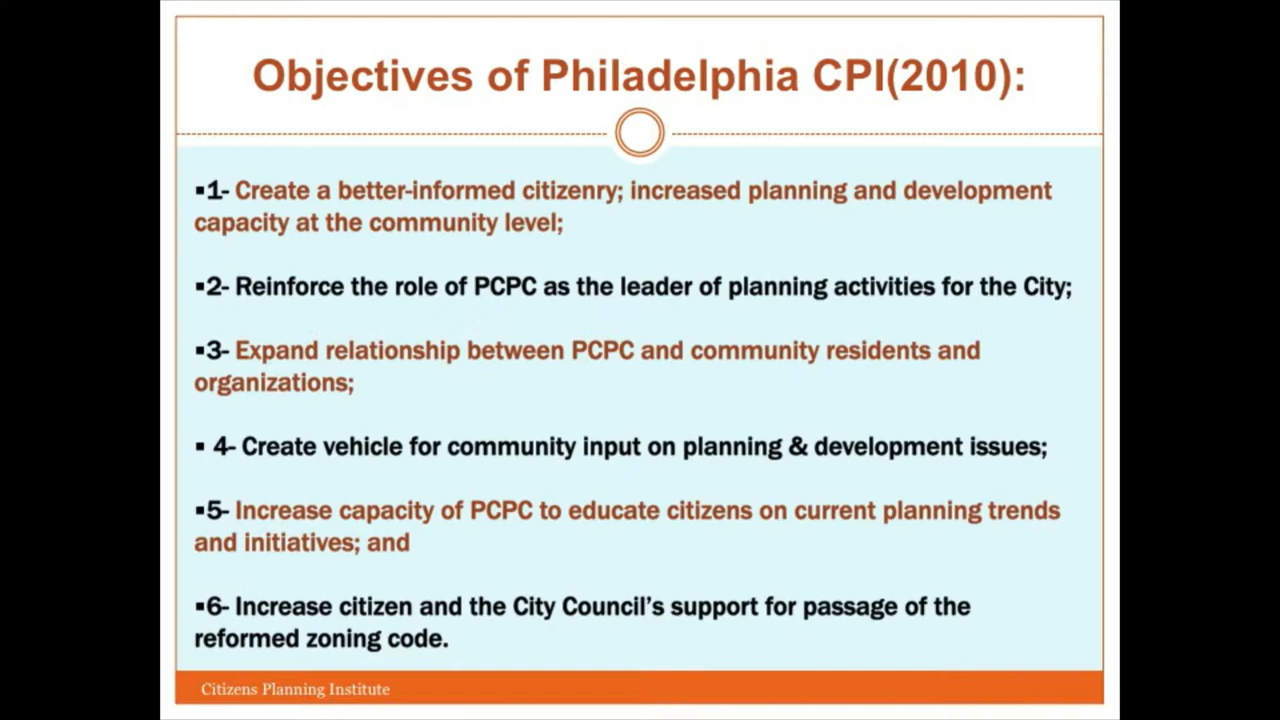 Objectives of Philadelphia CPI(2010):
▪1- Create a better-informed citizenry; increased planning and development
capacity at the community level;
▪2- Reinforce the role of PCPC as the leader of planning activities for the City;
▪3- Expand relationship between PCPC and community residents and
organizations;
▪ 4- Create vehicle for community input on planning & development issues;
▪5- Increase capacity of PCPC to educate citizens on current planning trends
and initiatives; and
▪6- Increase citizen and the City Council’s support for passage of the
reformed zoning code.
Citizens Planning Institute